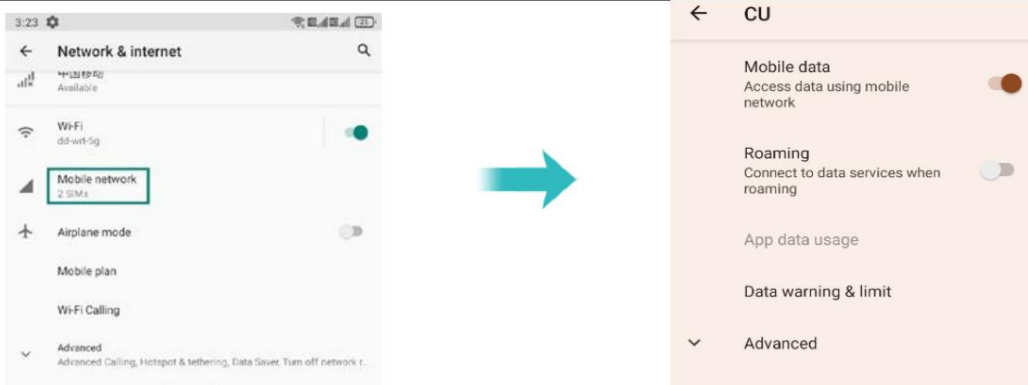 3:23
23
Network & internet
中国移动
Available
Wi-Fi
dd-wrt-5g
Mobile network
2 SIMs
Airplane mode
Mobile plan
Wi-Fi Calling
Advanced
Advanced Calling, Hotspot & tethering, Data Saver, Turn off network r..
CU
Mobile data
Access data using mobile
network
Roaming
Connect to data services when
roaming
App data usage
Data warning & limit
Advanced